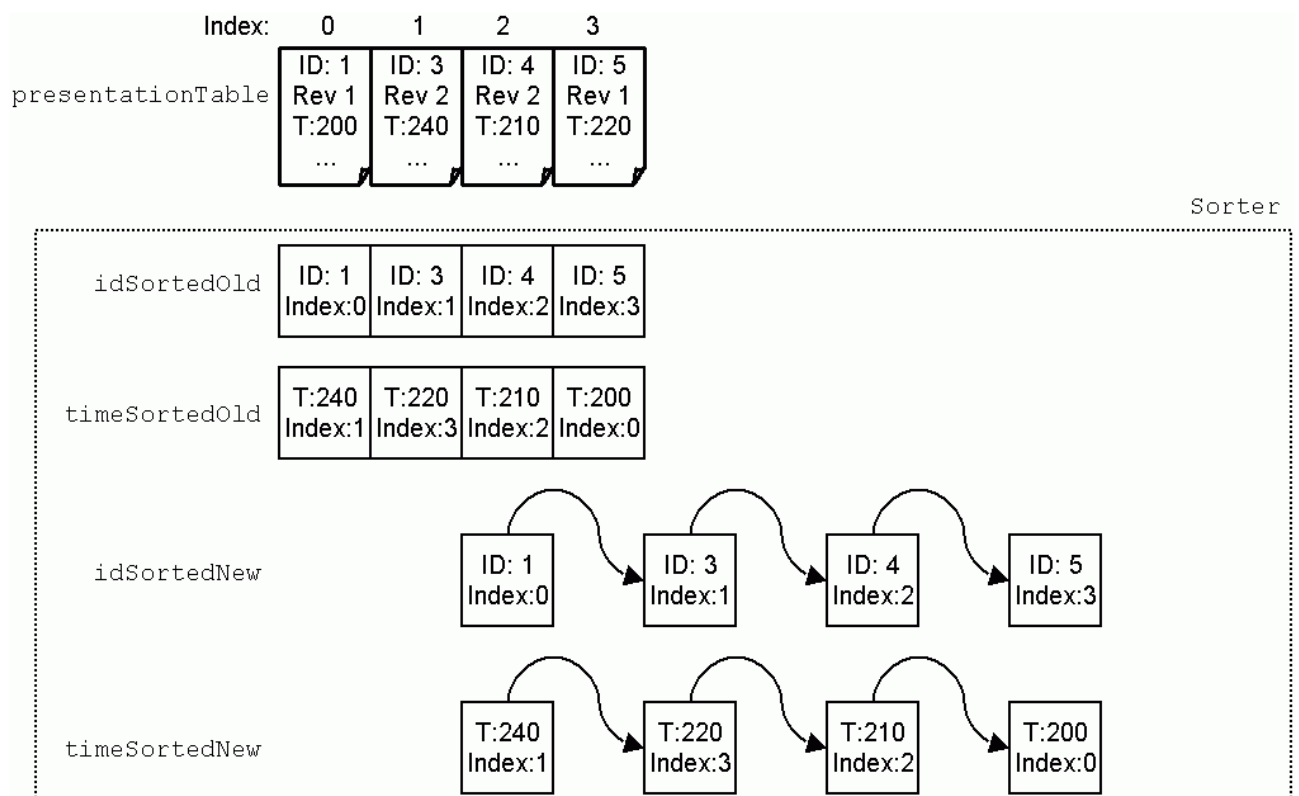 Index: 0 1 2 3
presentationTable
ID: 1 ID: 3 ID: 4 ID: 5
Rev 1 Rev 2 Rev 2 Rev 1
T:200 T:240 T:210 T:220
... ... ... ...
Sorter
idSortedOld
ID: 1 ID: 3 ID: 4 ID: 5
Index:0 Index:1 Index:2 Index:3
timeSortedOld
T:240 T:220 T:210 T:200
Index:1 Index:3 Index:2 Index:0
idSortedNew
ID: 1 ID: 3 ID: 4 ID: 5
Index:0 Index:1 Index:2 Index:3
timeSortedNew
T:240 T:220 T:210 T:200
Index:1 Index:3 Index:2 Index:0